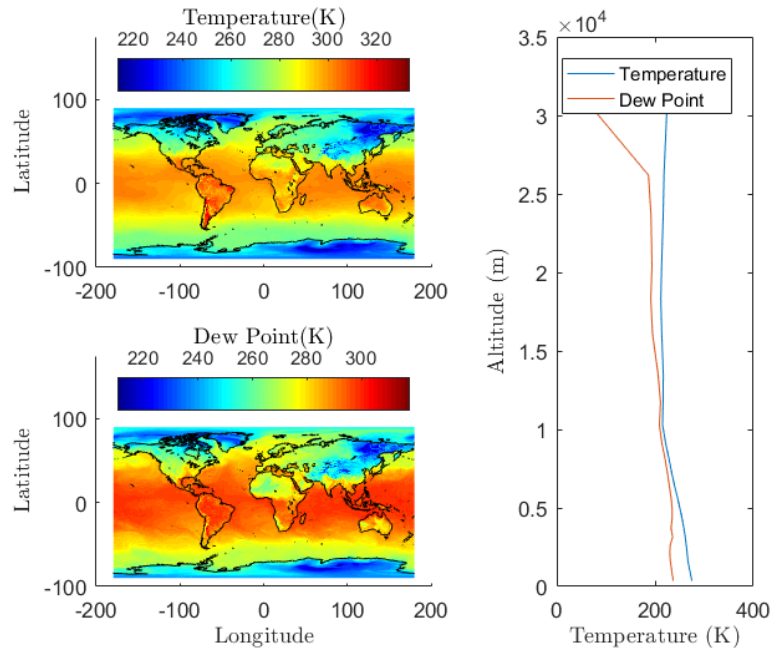 Temperature(K)
220 240 260 280 300 320
100
0
-100
Latitude
-200 -100 0 100 200
Dew Point(K)
220 240 260 280 300
100
0
-100
Latitude
-200 -100 0 100 200
Longitude
×10⁴
3.5
3
2.5
2
1.5
1
0.5
0
Altitude (m)
Temperature
Dew Point
0 200 400
Temperature (K)